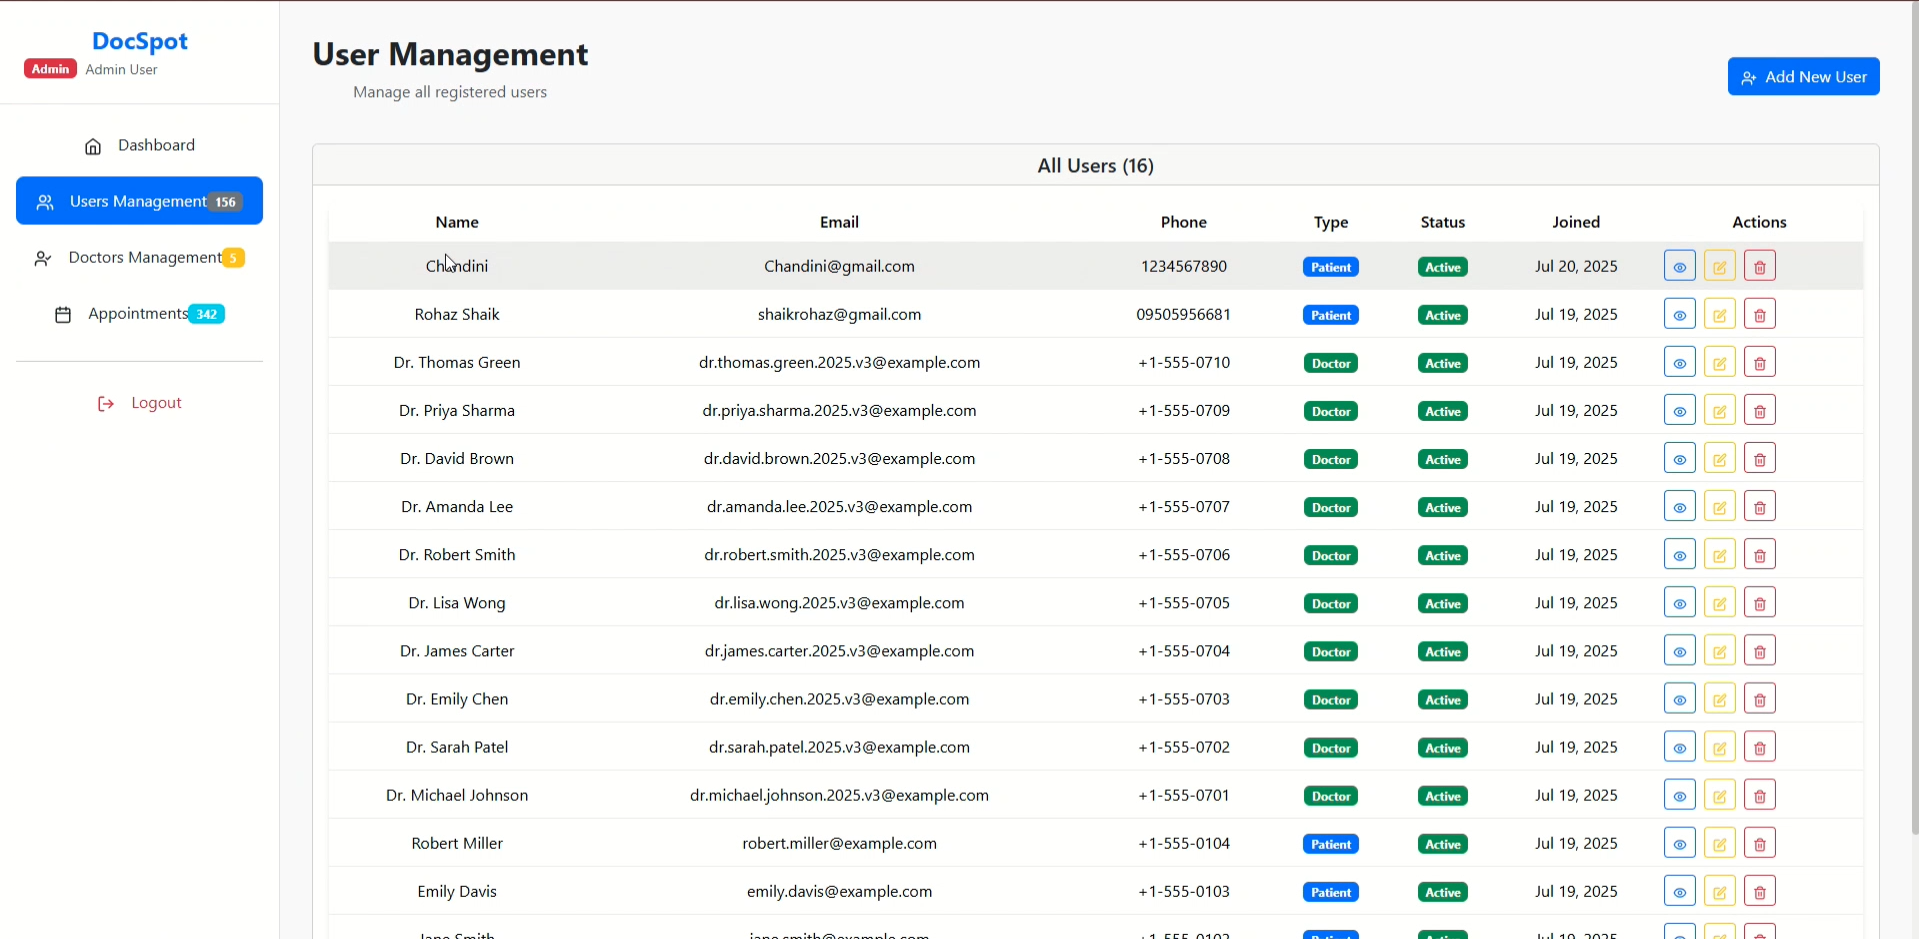 DocSpot
Admin Admin User
Dashboard
Users Management 156
Doctors Management 5
Appointments 342
Logout
User Management
Manage all registered users
Add New User
All Users (16)
Name Email Phone Type Status Joined Actions
Chandini Chandini@gmail.com 1234567890 Patient Active Jul 20, 2025
Rohaz Shaik shaikrohaz@gmail.com 09505956681 Patient Active Jul 19, 2025
Dr. Thomas Green dr.thomas.green.2025.v3@example.com +1-555-0710 Doctor Active Jul 19, 2025
Dr. Priya Sharma dr.priya.sharma.2025.v3@example.com +1-555-0709 Doctor Active Jul 19, 2025
Dr. David Brown dr.david.brown.2025.v3@example.com +1-555-0708 Doctor Active Jul 19, 2025
Dr. Amanda Lee dr.amanda.lee.2025.v3@example.com +1-555-0707 Doctor Active Jul 19, 2025
Dr. Robert Smith dr.robert.smith.2025.v3@example.com +1-555-0706 Doctor Active Jul 19, 2025
Dr. Lisa Wong dr.lisa.wong.2025.v3@example.com +1-555-0705 Doctor Active Jul 19, 2025
Dr. James Carter dr.james.carter.2025.v3@example.com +1-555-0704 Doctor Active Jul 19, 2025
Dr. Emily Chen dr.emily.chen.2025.v3@example.com +1-555-0703 Doctor Active Jul 19, 2025
Dr. Sarah Patel dr.sarah.patel.2025.v3@example.com +1-555-0702 Doctor Active Jul 19, 2025
Dr. Michael Johnson dr.michael.johnson.2025.v3@example.com +1-555-0701 Doctor Active Jul 19, 2025
Robert Miller robert.miller@example.com +1-555-0104 Patient Active Jul 19, 2025
Emily Davis emily.davis@example.com +1-555-0103 Patient Active Jul 19, 2025
Jane Smith jane.smith@example.com +1-555-0102 Patient Active Jul 19, 2025